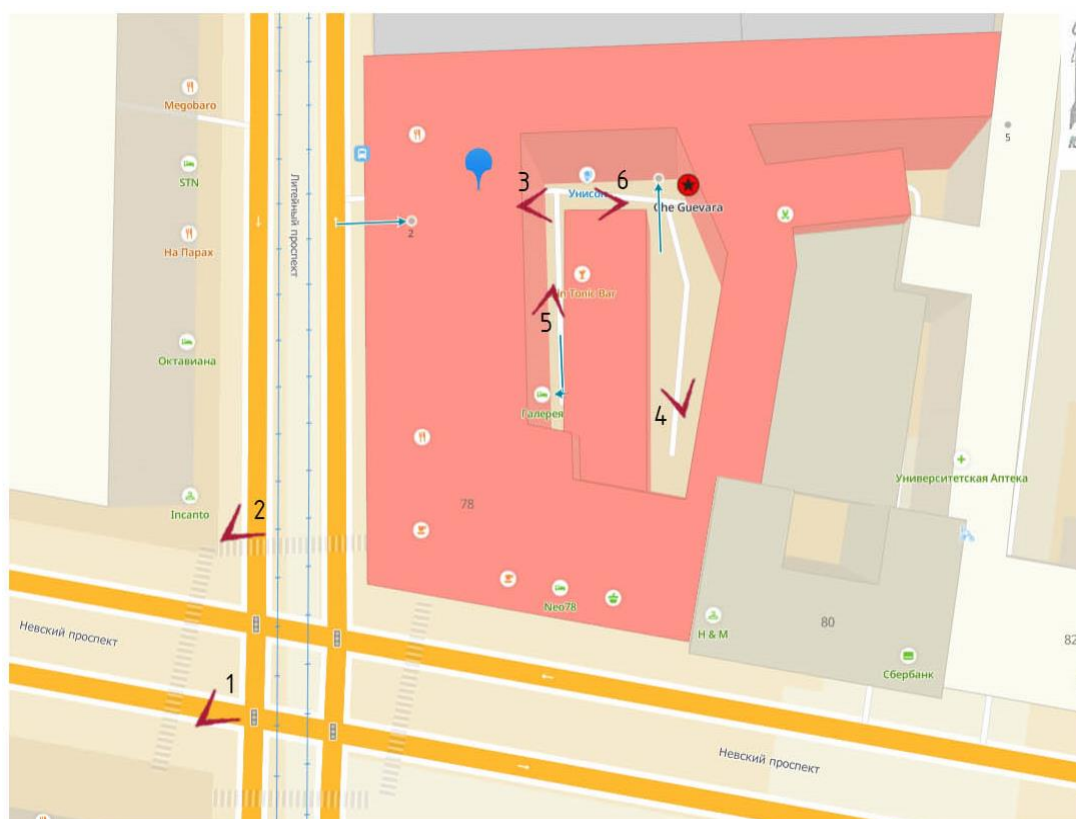 Megobaro
5
STN
3
6
Унисон
Che Guevara
Литейный проспект
2
На Парах
In Tonic Bar
5
Октавиана
4
Галерея
Университетская Аптека
78
Incanto
2
Neo78
H & M
80
82
Невский проспект
Сбербанк
1
Невский проспект